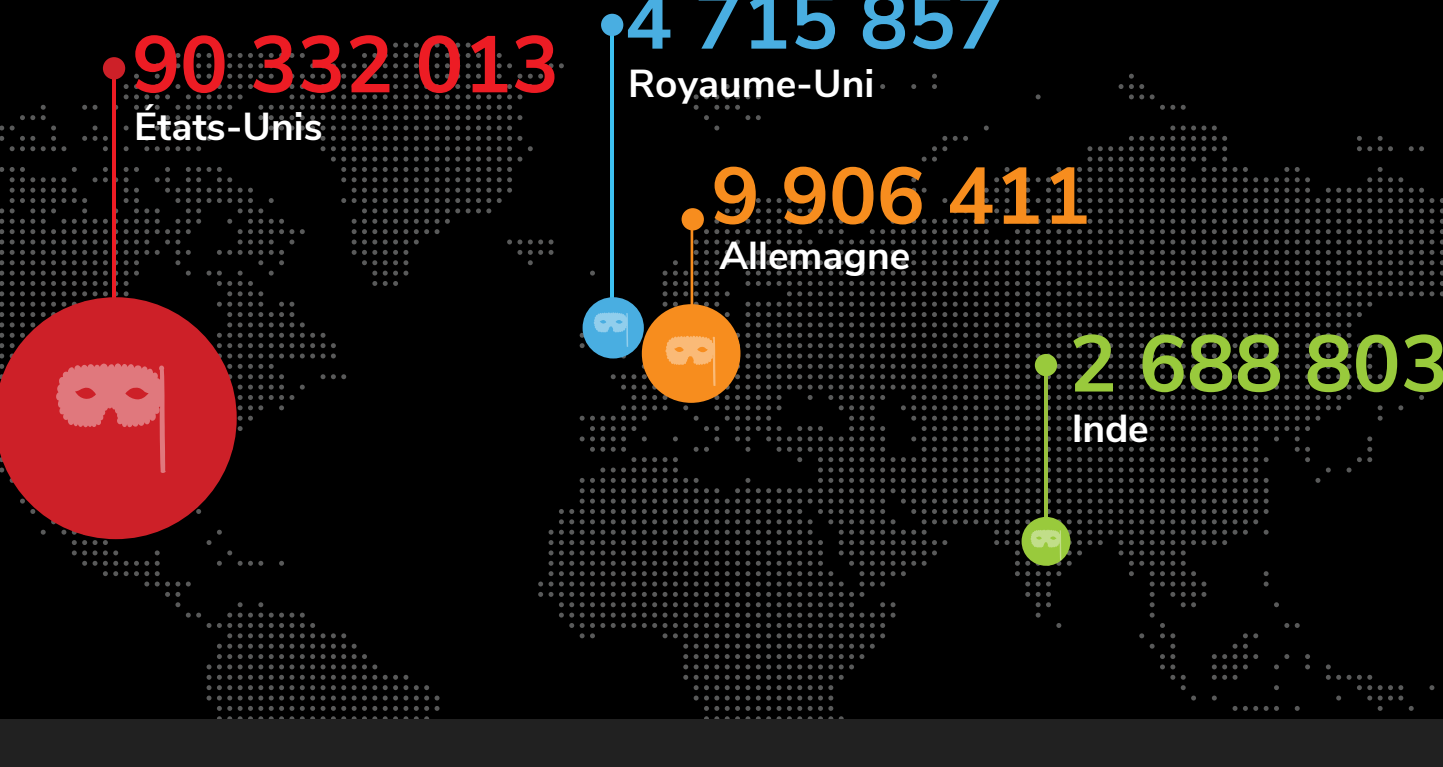 90 332 013
États-Unis
4 715 857
Royaume-Uni
9 906 411
Allemagne
2 688 803
Inde